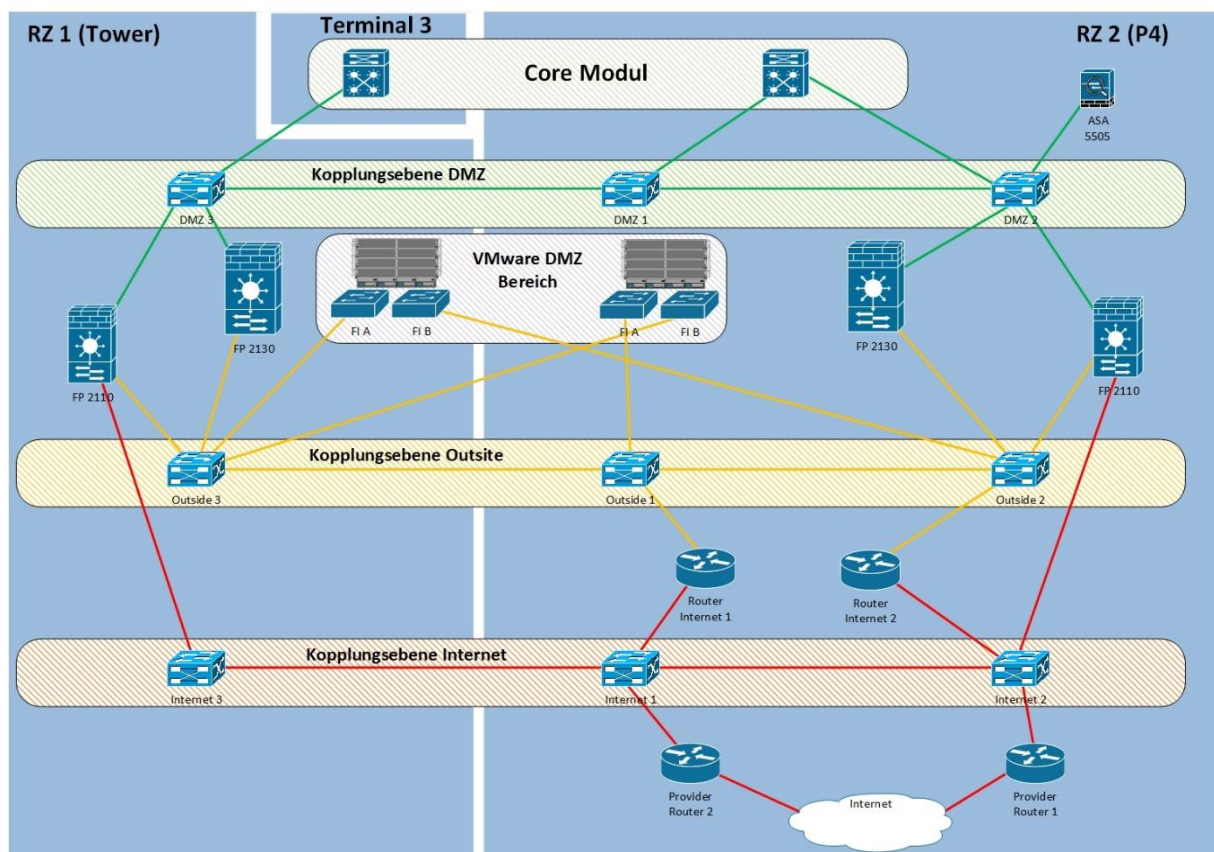 RZ 1 (Tower)
Terminal 3
RZ 2 (P4)
Core Modul
ASA
5505
Kopplungsebene DMZ
DMZ 3
DMZ 1
DMZ 2
VMware DMZ
Bereich
FI A
FI B
FI A
FI B
FP 2130
FP 2130
FP 2110
FP 2110
Kopplungsebene Outsite
Outside 3
Outside 1
Outside 2
Router
Internet 1
Router
Internet 2
Kopplungsebene Internet
Internet 3
Internet 1
Internet 2
Provider
Router 2
Internet
Provider
Router 1